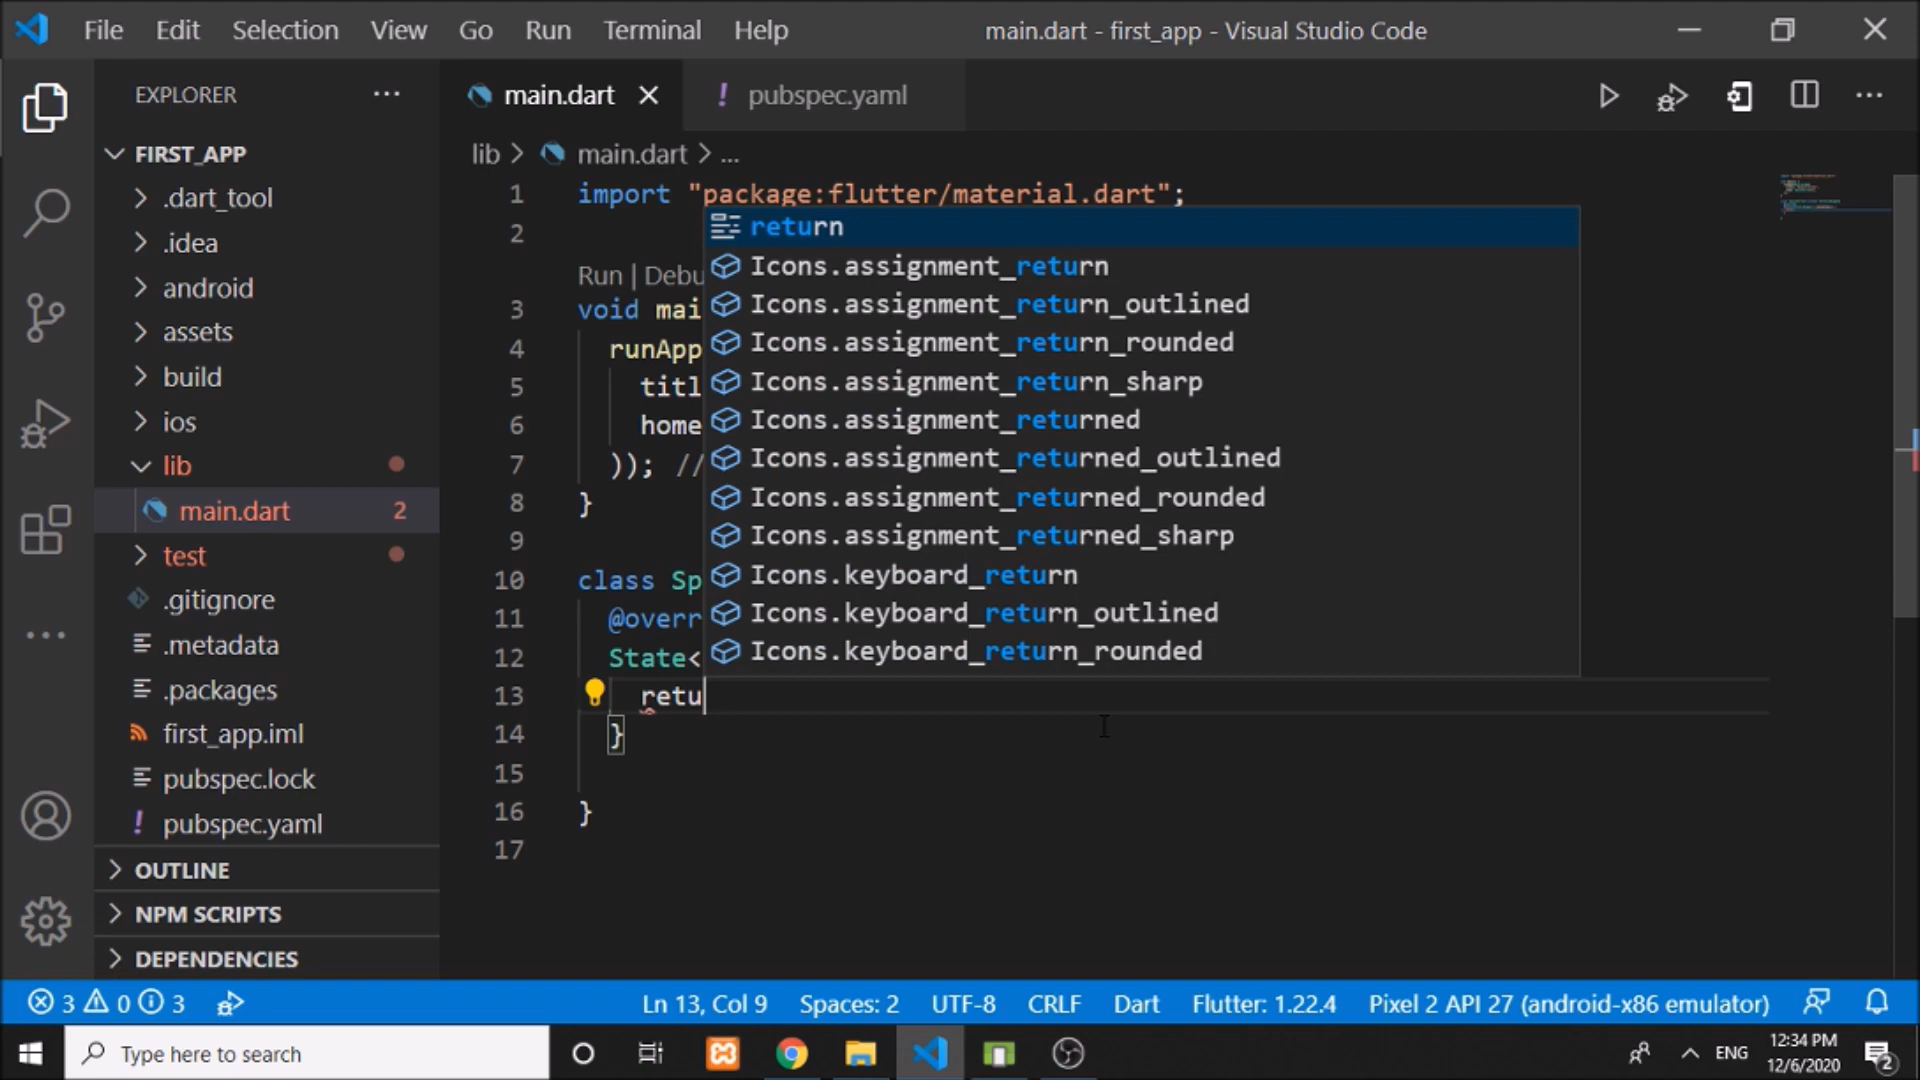 File Edit Selection View Go Run Terminal Help main.dart - first_app - Visual Studio Code
EXPLORER ...
main.dart
! pubspec.yaml
FIRST_APP
.dart_tool
.idea
android
assets
build
ios
lib
main.dart 2
test
.gitignore
.metadata
.packages
first_app.iml
pubspec.lock
! pubspec.yaml
OUTLINE
NPM SCRIPTS
DEPENDENCIES
lib > main.dart > ...
1 import "package:flutter/material.dart";
2
Run | Debu
3 void mai
4 runApp
5 titl
6 home
7 )); //
8 }
9
10 class Sp
11 @overr
12 State<
13 retu
14 }
15
16 }
17
return
Icons.assignment_return
Icons.assignment_return_outlined
Icons.assignment_return_rounded
Icons.assignment_return_sharp
Icons.assignment_returned
Icons.assignment_returned_outlined
Icons.assignment_returned_rounded
Icons.assignment_returned_sharp
Icons.keyboard_return
Icons.keyboard_return_outlined
Icons.keyboard_return_rounded
3 0 3 Ln 13, Col 9 Spaces: 2 UTF-8 CRLF Dart Flutter: 1.22.4 Pixel 2 API 27 (android-x86 emulator)
Type here to search
ENG
12:34 PM
12/6/2020
2